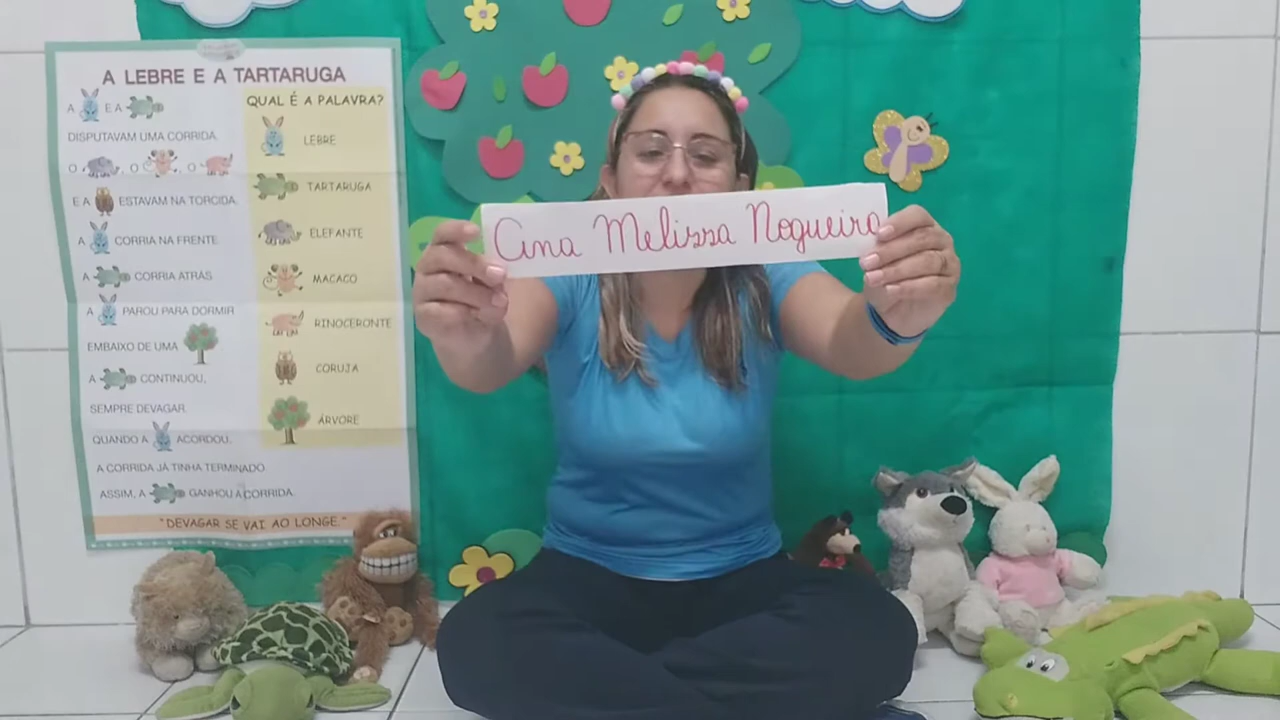 A LEBRE E A TARTARUGA
A E A
DISPUTAVAM UMA CORRIDA.
O , O , O
E A ESTAVAM NA TORCIDA.
A CORRIA NA FRENTE
A CORRIA ATRÁS
A PAROU PARA DORMIR
EMBAIXO DE UMA
A CONTINUOU,
SEMPRE DEVAGAR.
QUANDO A ACORDOU,
A CORRIDA JÁ TINHA TERMINADO.
ASSIM, A GANHOU A CORRIDA.
"DEVAGAR SE VAI AO LONGE."
QUAL É A PALAVRA?
LEBRE
TARTARUGA
ELEFANTE
MACACO
RINOCERONTE
CORUJA
ÁRVORE
Ana Melissa Nogueira